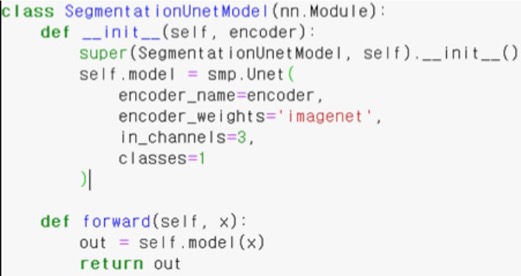 class SegmentationUnetModel(nn.Module):
    def __init__(self, encoder):
        super(SegmentationUnetModel, self).__init__()
        self.model = smp.Unet(
            encoder_name=encoder,
            encoder_weights='imagenet',
            in_channels=3,
            classes=1
        )
    def forward(self, x):
        out = self.model(x)
        return out